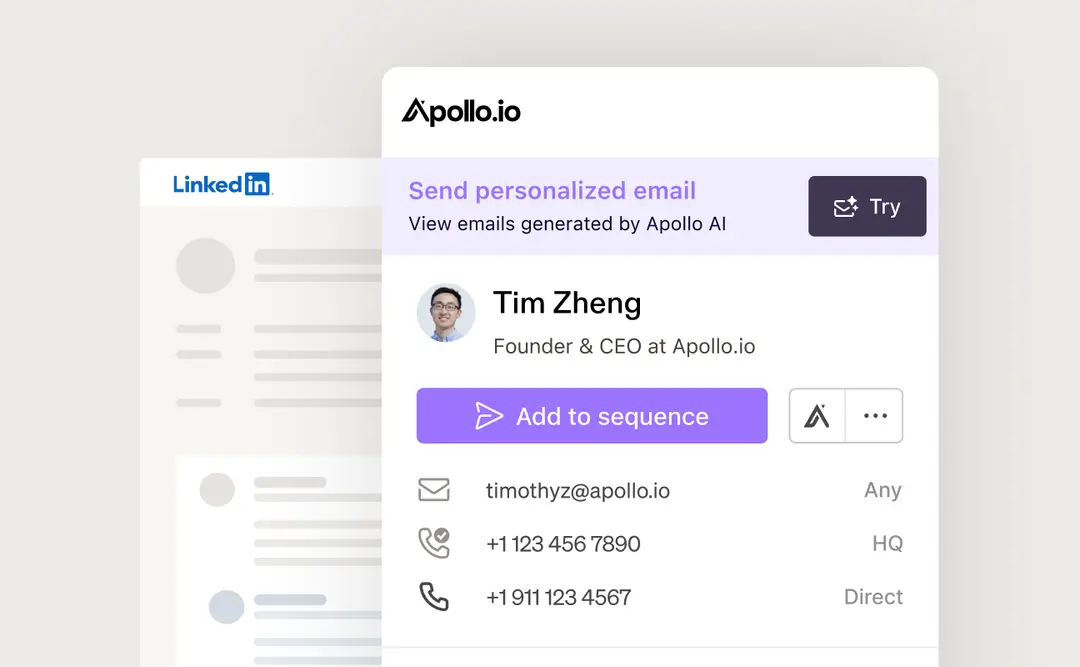 Apollo.io
LinkedIn
Send personalized email
View emails generated by Apollo AI
Try
Tim Zheng
Founder & CEO at Apollo.io
Add to sequence
timothyz@apollo.io Any
+1 123 456 7890 HQ
+1 911 123 4567 Direct